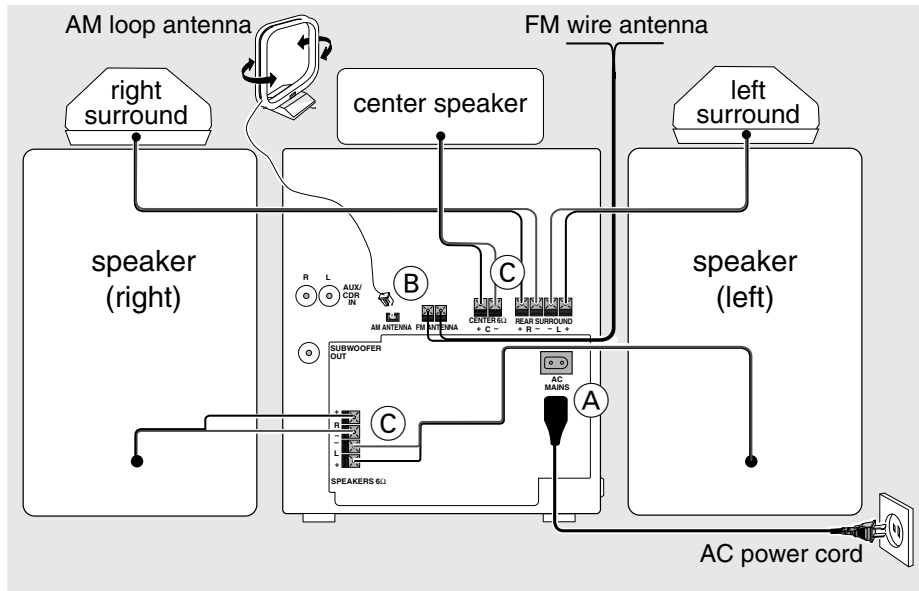 AM loop antenna
FM wire antenna
right
surround
center speaker
left
surround
speaker
(right)
speaker
(left)
R L
AUX/
CDR
IN
B
C
AM ANTENNA
FM ANTENNA
CENTER 6Ω
+ C −
REAR SURROUND
+ R − − L +
SUBWOOFER
OUT
AC
MAINS
A
+
R
−
−
L
+
C
SPEAKERS 6Ω
AC power cord